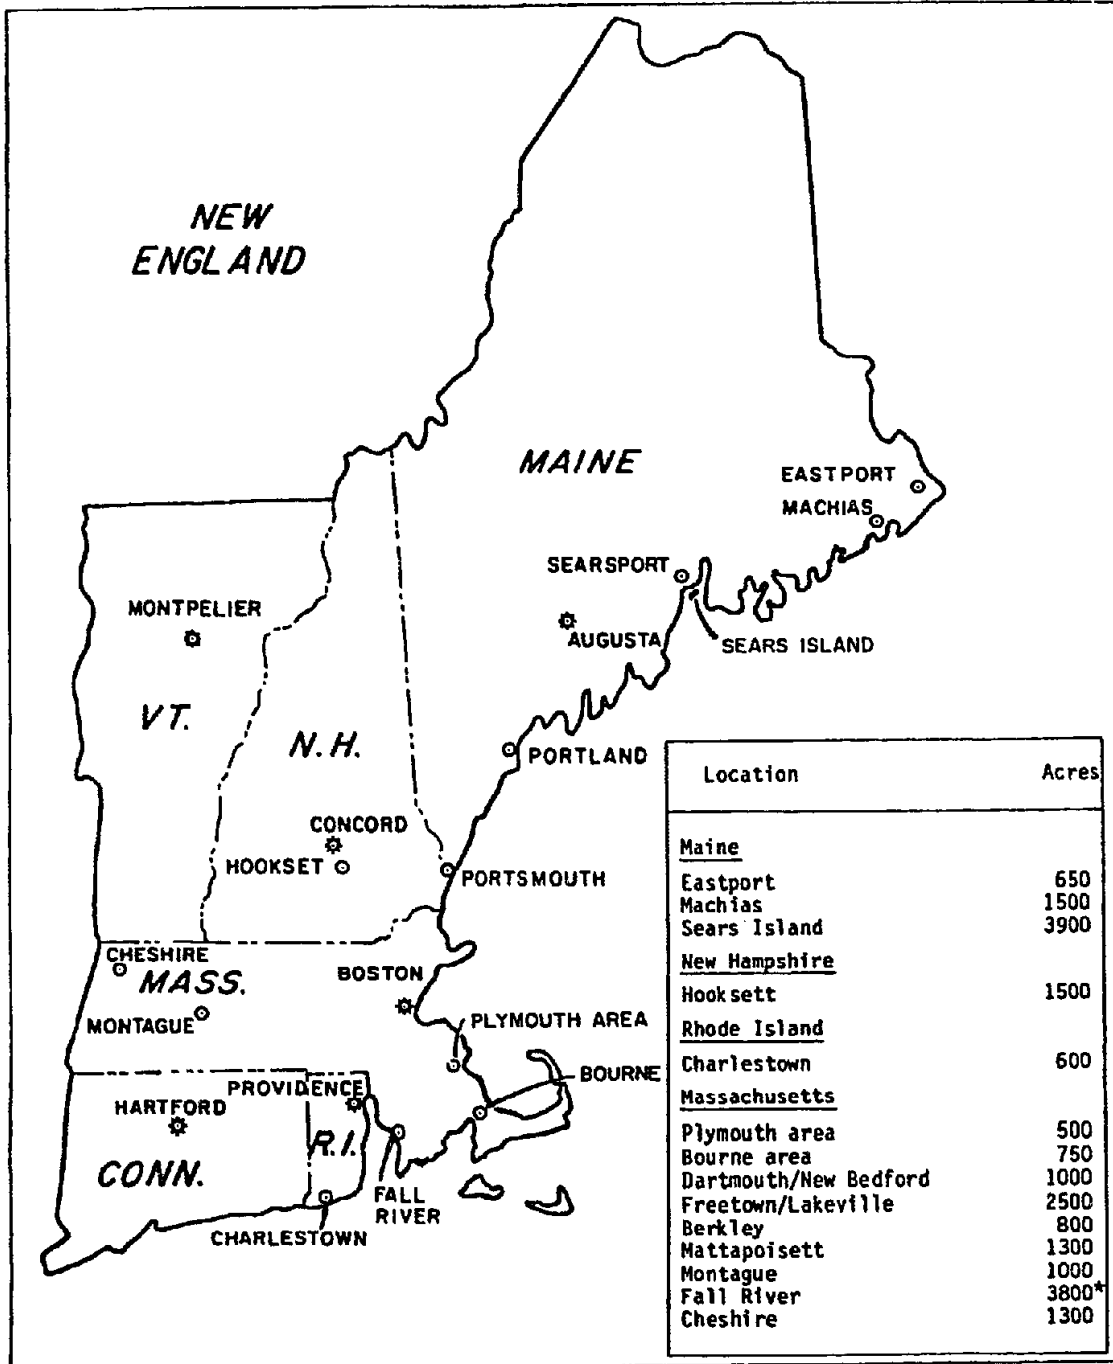 NEW
ENGLAND
MAINE
EASTPORT
MACHIAS
SEARSPORT
MONTPELIER
AUGUSTA
SEARS ISLAND
VT.
N.H.
PORTLAND
CONCORD
HOOKSET
PORTSMOUTH
CHESHIRE
MASS.
BOSTON
MONTAGUE
PLYMOUTH AREA
BOURNE
PROVIDENCE
HARTFORD
R.I.
CONN.
FALL
RIVER
CHARLESTOWN
Location Acres
Maine
Eastport 650
Machias 1500
Sears Island 3900
New Hampshire
Hooksett 1500
Rhode Island
Charlestown 600
Massachusetts
Plymouth area 500
Bourne area 750
Dartmouth/New Bedford 1000
Freetown/Lakeville 2500
Berkley 800
Mattapoisett 1300
Montague 1000
Fall River 3800*
Cheshire 1300